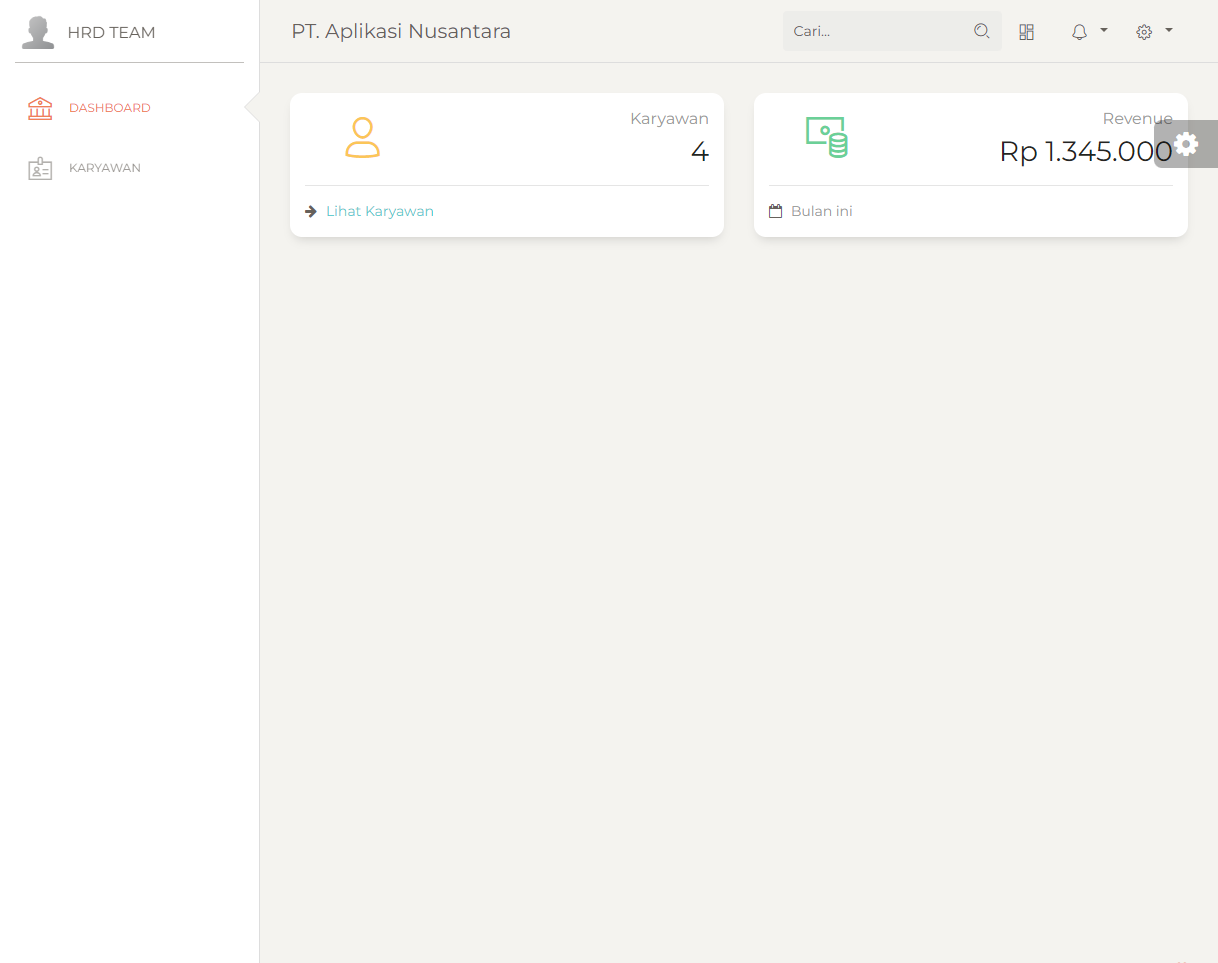 HRD TEAM
PT. Aplikasi Nusantara
Cari...
DASHBOARD
KARYAWAN
Karyawan
4
Lihat Karyawan
Revenue
Rp 1.345.000
Bulan ini